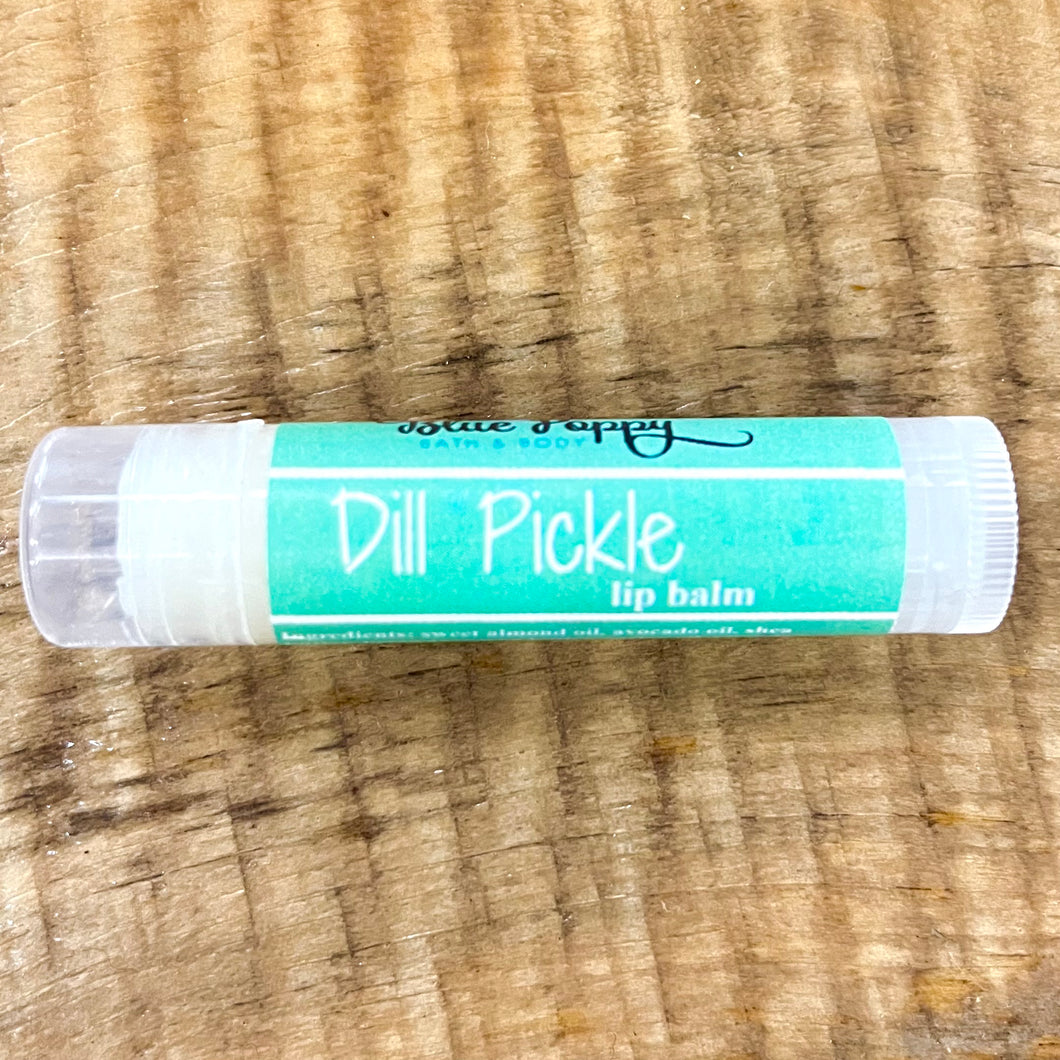 Blue Poppy
BATH & BODY
Dill Pickle
lip balm
Ingredients: sweet almond oil, avocado oil, shea